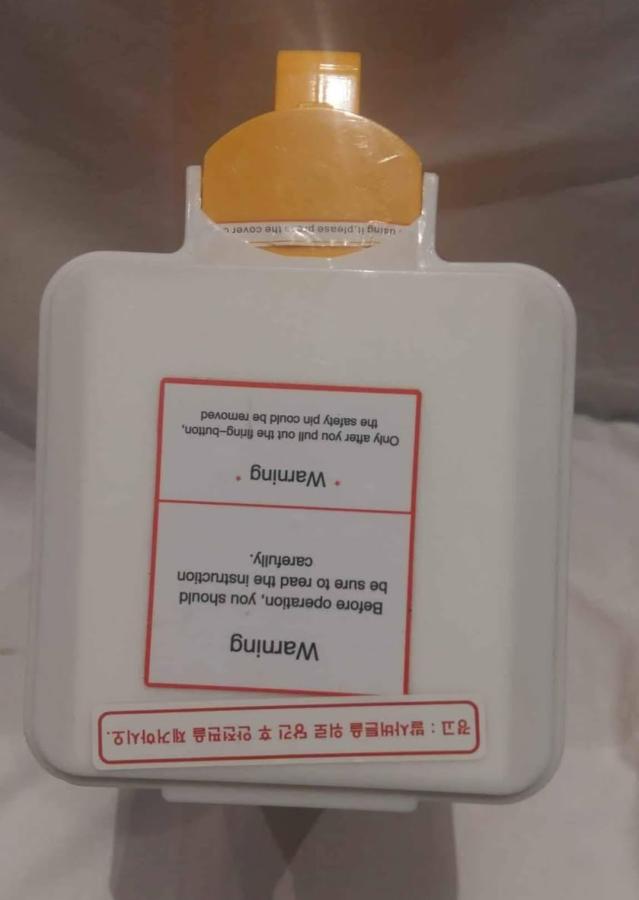 경고 : 발사버튼을 위로 당긴 후 안전핀을 제거하시오.
Warning
Before operation, you should
be sure to read the instruction
carefully.
* Warning *
Only after you pull out the firing-button,
the safety pin could be removed
using it,please press the cover